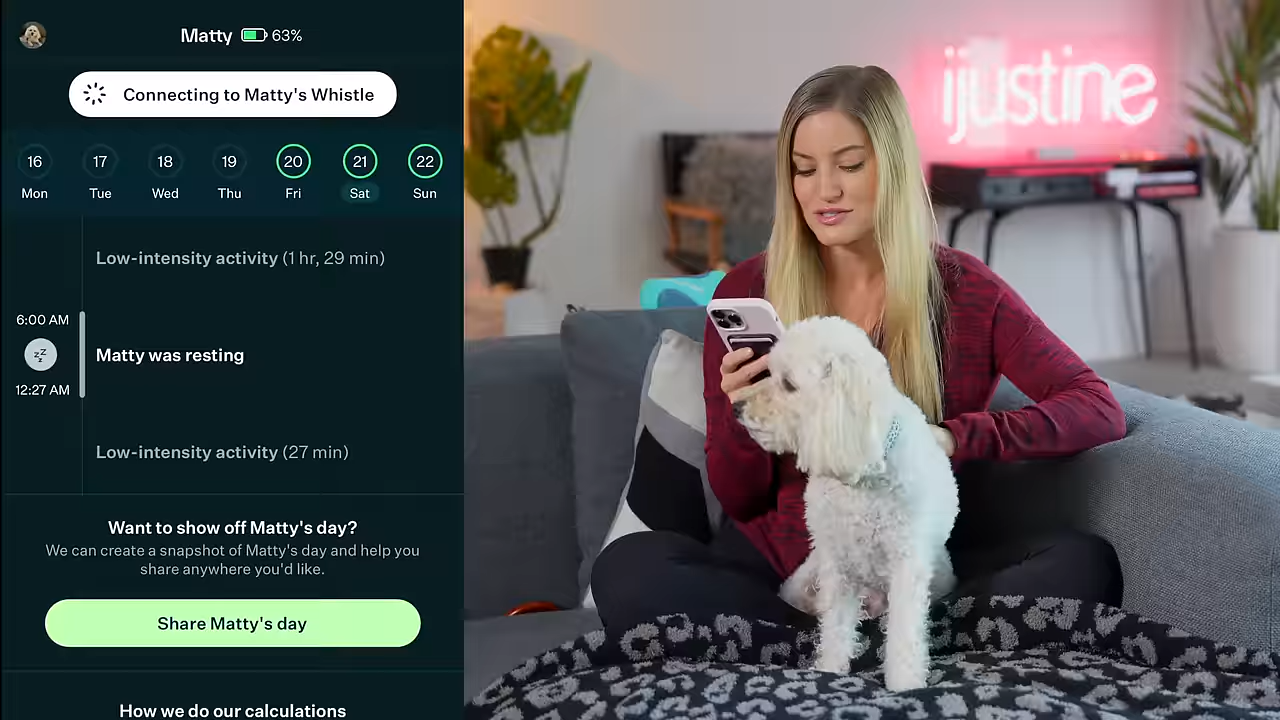 Matty 63%
Connecting to Matty's Whistle
16 17 18 19 20 21 22
Mon Tue Wed Thu Fri Sat Sun
Low-intensity activity (1 hr, 29 min)
6:00 AM
zZ
Matty was resting
12:27 AM
Low-intensity activity (27 min)
Want to show off Matty's day?
We can create a snapshot of Matty's day and help you
share anywhere you'd like.
Share Matty's day
How we do our calculations
ijustine